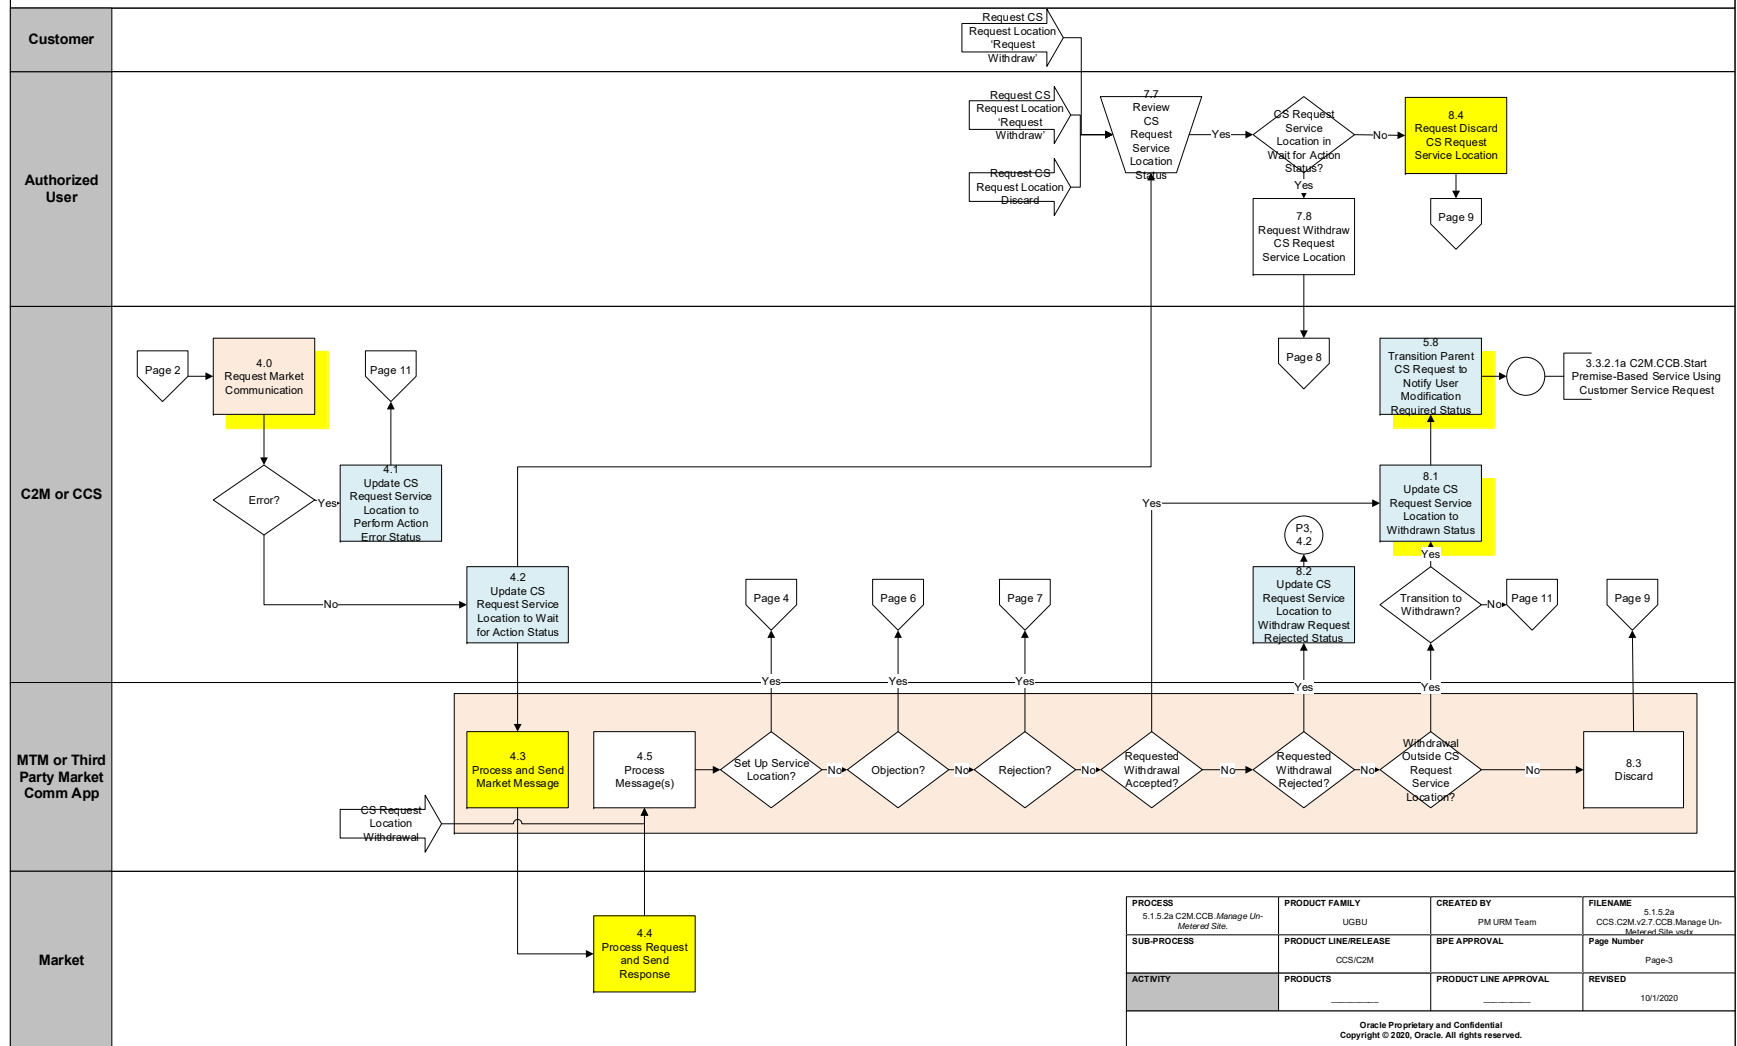 Customer
Request CS
Request Location
‘Request
Withdraw’
Authorized
User
Request CS
Request Location
‘Request
Withdraw’
Request CS
Request Location
Discard
7.7
Review
CS
Request
Service
Location
Status
Yes
CS Request
Service
Location in
Wait for Action
Status?
No
8.4
Request Discard
CS Request
Service Location
Yes
Page 9
7.8
Request Withdraw
CS Request
Service Location
C2M or CCS
Page 2
4.0
Request Market
Communication
Page 11
Page 8
5.8
Transition Parent
CS Request to
Notify User
Modification
Required Status
3.3.2.1a C2M.CCB.Start
Premise-Based Service Using
Customer Service Request
Error?
Yes
4.1
Update CS
Request Service
Location to
Perform Action
Error Status
No
4.2
Update CS
Request Service
Location to Wait
for Action Status
Page 4
Page 6
Page 7
Yes
P3,
4.2
8.2
Update CS
Request Service
Location to
Withdraw Request
Rejected Status
8.1
Update CS
Request Service
Location to
Withdrawn Status
Yes
Transition to
Withdrawn?
No
Page 11
Page 9
Yes
Yes
Yes
Yes
Yes
MTM or Third
Party Market
Comm App
4.3
Process and Send
Market Message
4.5
Process
Message(s)
Set Up Service
Location?
No
Objection?
No
Rejection?
No
Requested
Withdrawal
Accepted?
No
Requested
Withdrawal
Rejected?
No
Withdrawal
Outside CS
Request
Service
Location?
No
8.3
Discard
CS Request
Location
Withdrawal
Market
4.4
Process Request
and Send
Response
PROCESS
5.1.5.2a C2M.CCB.Manage Un-
Metered Site.
PRODUCT FAMILY
UGBU
CREATED BY
PM URM Team
FILENAME
5.1.5.2a
CCS.C2M.v2.7.CCB.Manage Un-
Metered Site.vsdx
SUB-PROCESS
PRODUCT LINE/RELEASE
CCS/C2M
BPE APPROVAL
Page Number
Page-3
ACTIVITY
PRODUCTS
PRODUCT LINE APPROVAL
REVISED
10/1/2020
Oracle Proprietary and Confidential
Copyright © 2020, Oracle. All rights reserved.